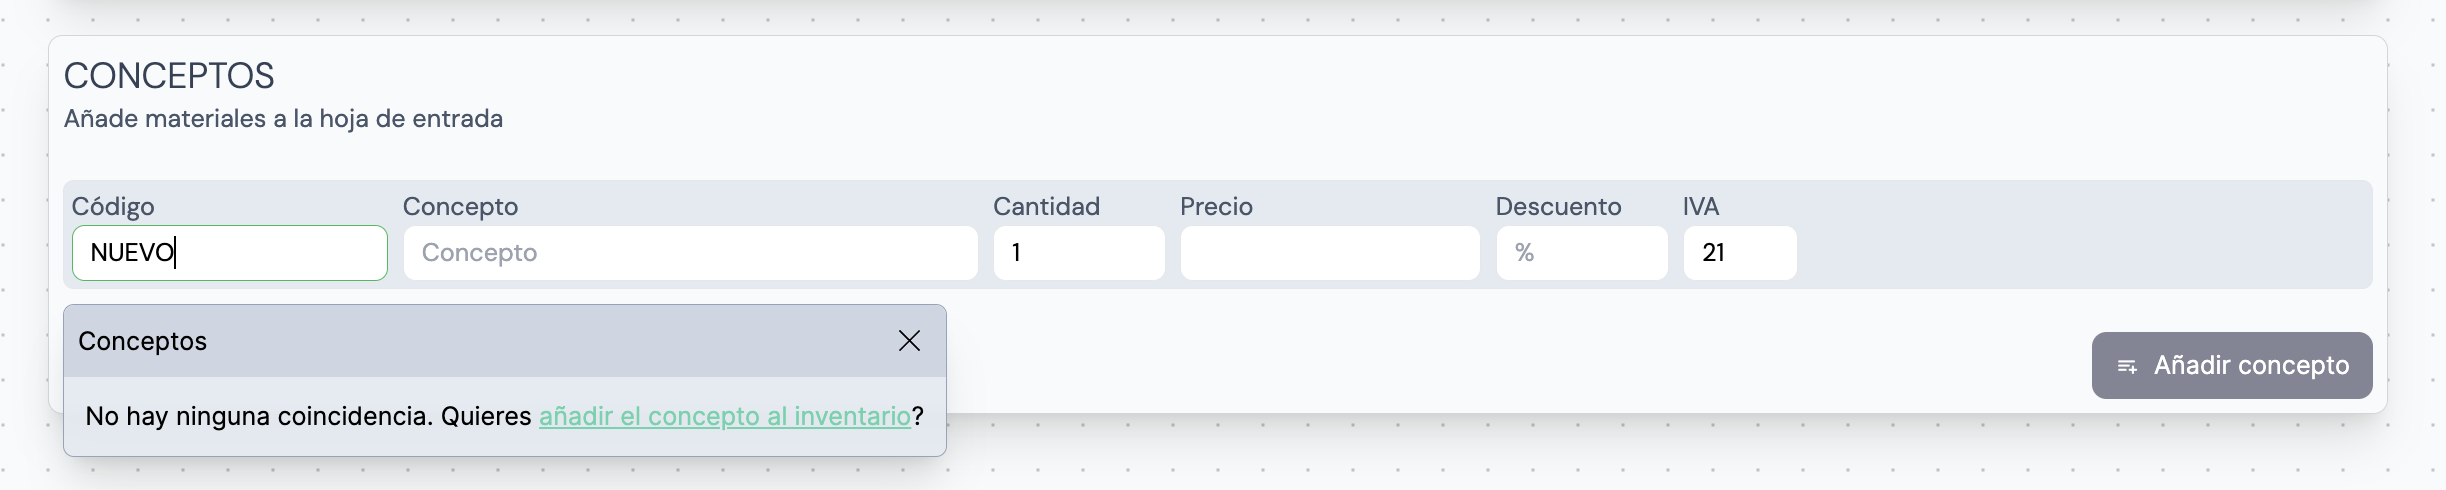 CONCEPTOS
Añade materiales a la hoja de entrada
Código Concepto Cantidad Precio Descuento IVA
NUEVO Concepto 1 % 21
Conceptos
Añadir concepto
No hay ninguna coincidencia. Quieres añadir el concepto al inventario?